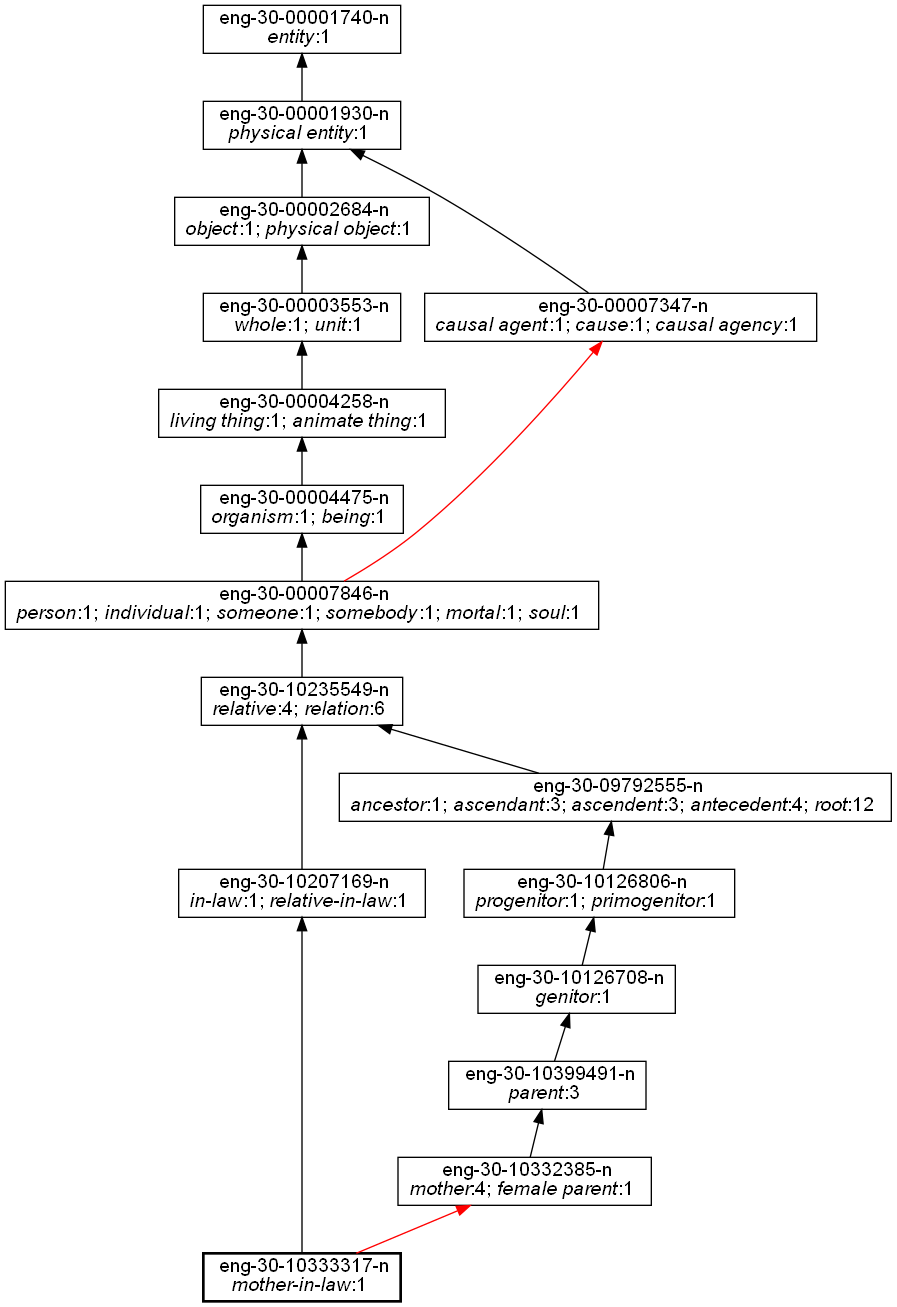 eng-30-00001740-n
entity:1
eng-30-00001930-n
physical entity:1
eng-30-00002684-n
object:1; physical object:1
eng-30-00003553-n
whole:1; unit:1
eng-30-00007347-n
causal agent:1; cause:1; causal agency:1
eng-30-00004258-n
living thing:1; animate thing:1
eng-30-00004475-n
organism:1; being:1
eng-30-00007846-n
person:1; individual:1; someone:1; somebody:1; mortal:1; soul:1
eng-30-10235549-n
relative:4; relation:6
eng-30-09792555-n
ancestor:1; ascendant:3; ascendent:3; antecedent:4; root:12
eng-30-10207169-n
in-law:1; relative-in-law:1
eng-30-10126806-n
progenitor:1; primogenitor:1
eng-30-10126708-n
genitor:1
eng-30-10399491-n
parent:3
eng-30-10332385-n
mother:4; female parent:1
eng-30-10333317-n
mother-in-law:1